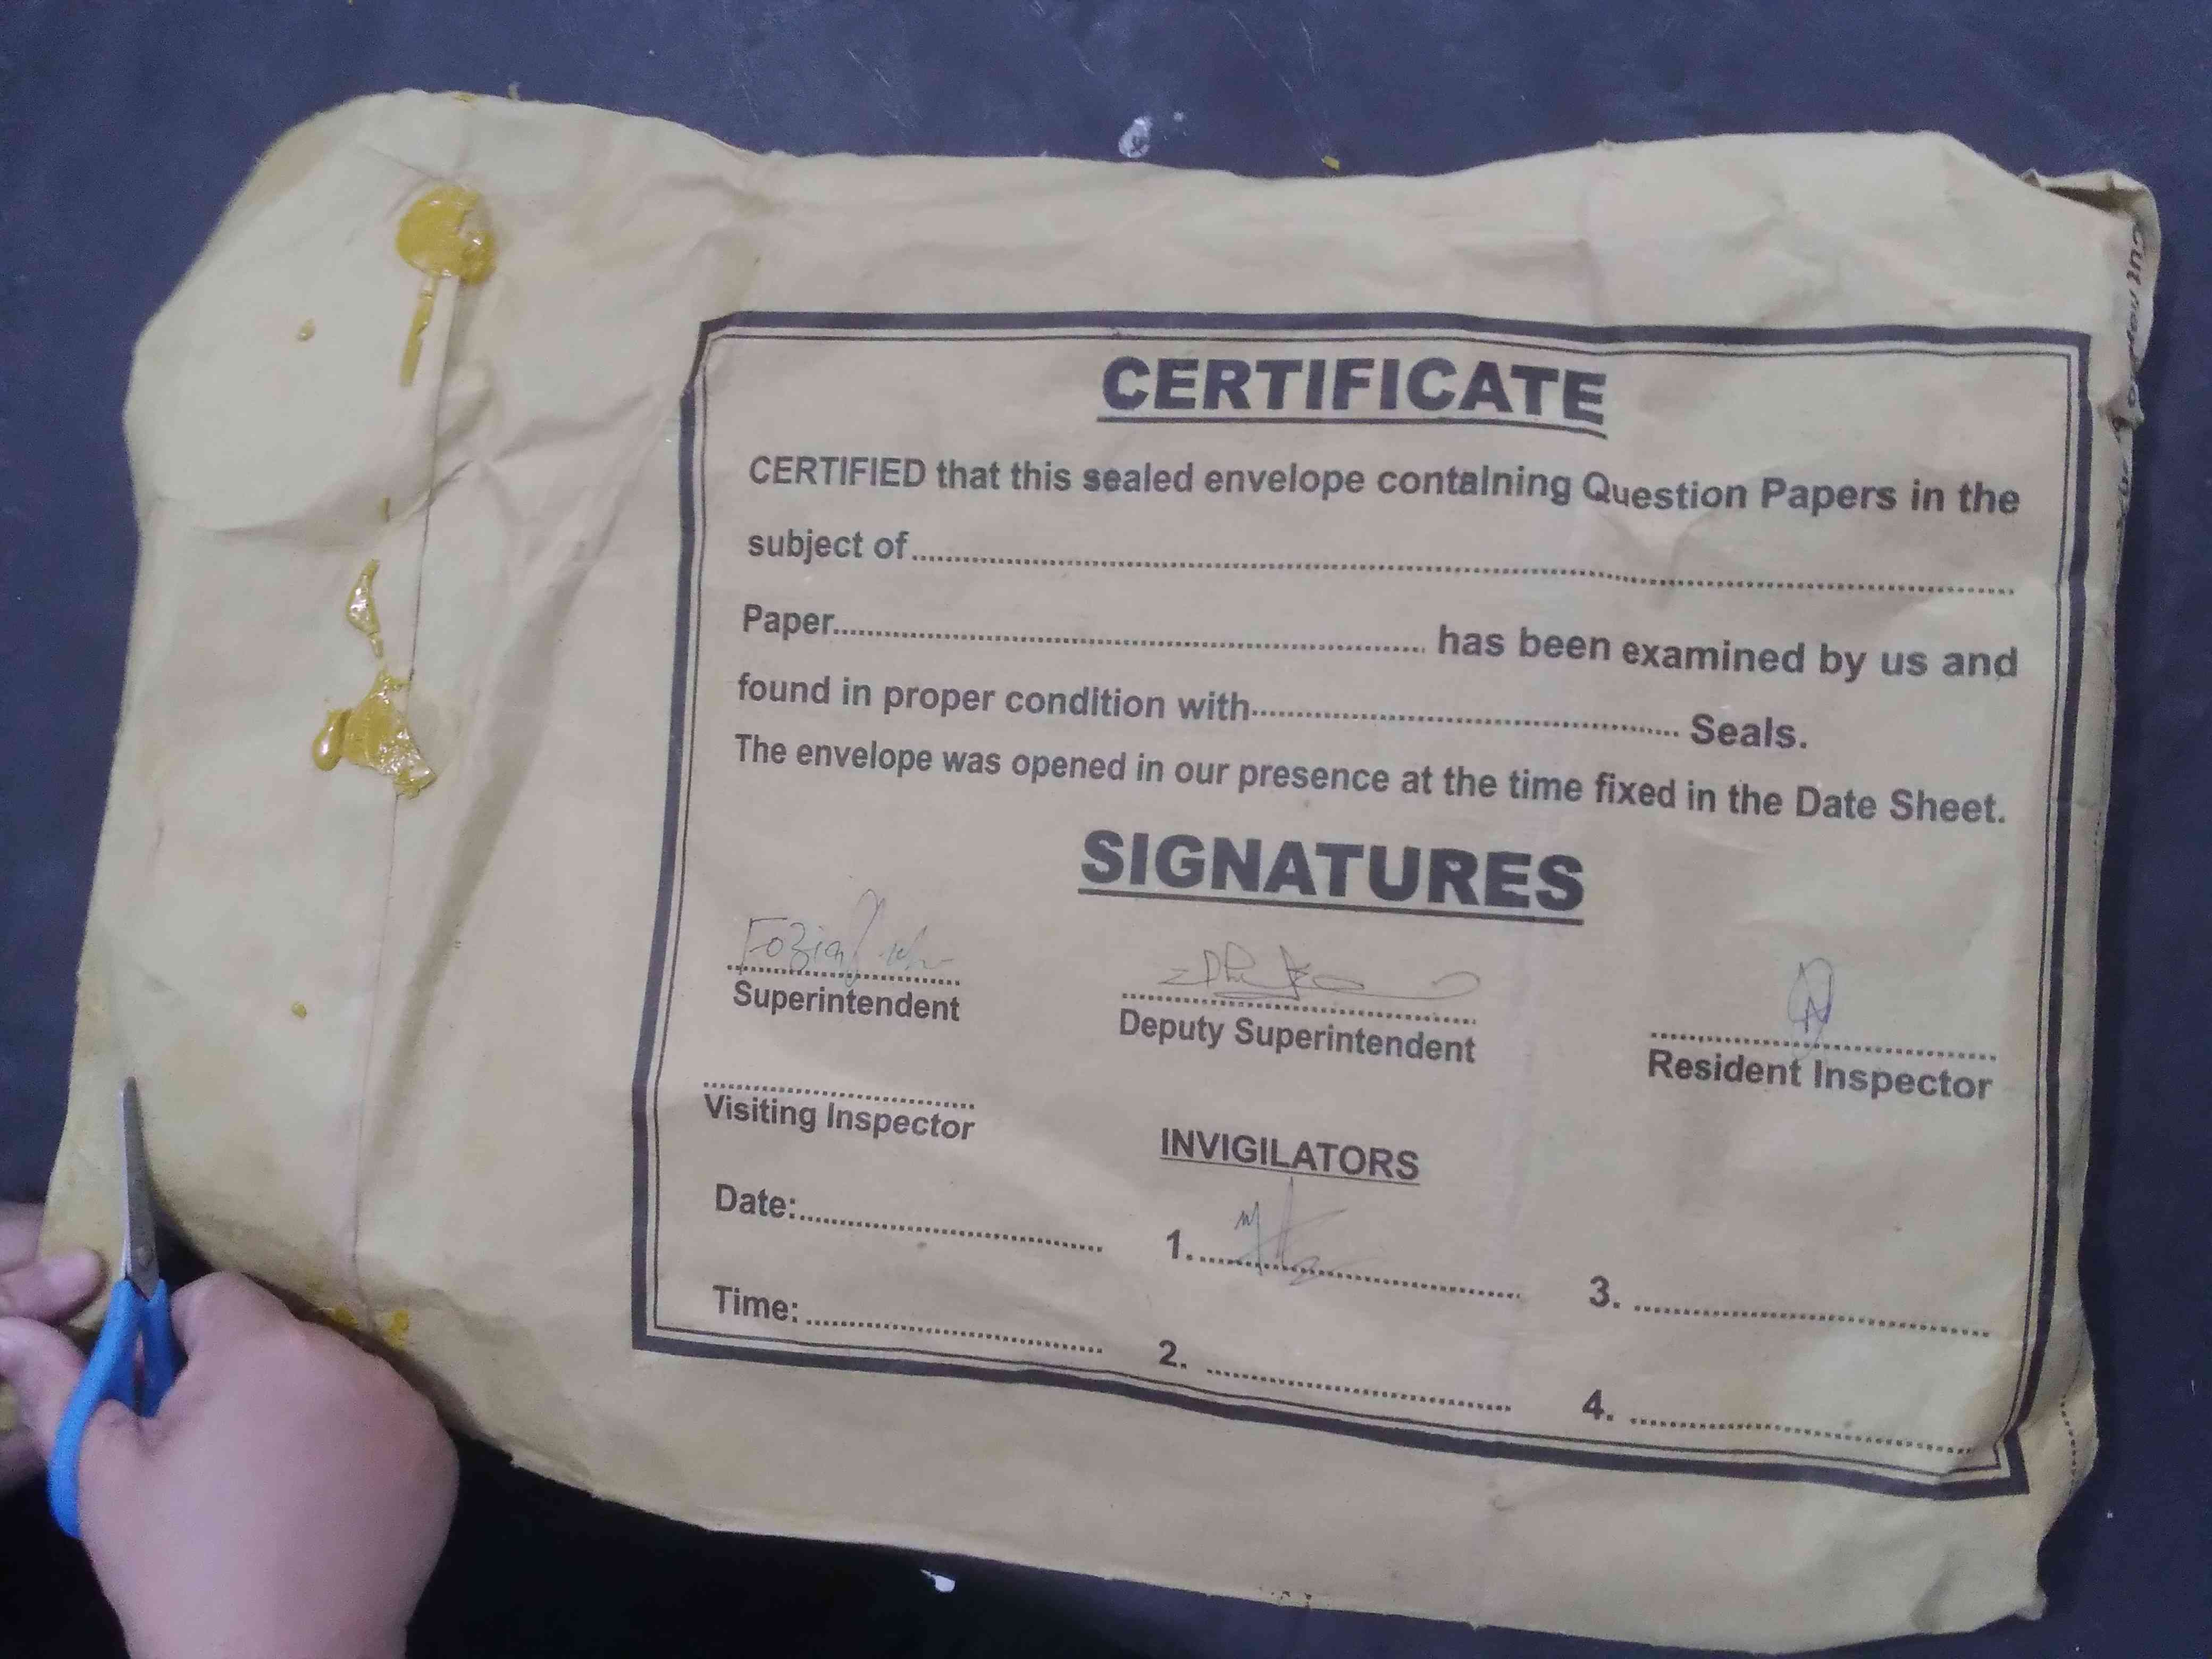 CERTIFICATE
CERTIFIED that this sealed envelope containing Question Papers in the
subject of
Paper has been examined by us and
found in proper condition with Seals.
The envelope was opened in our presence at the time fixed in the Date Sheet.
SIGNATURES
Fozia
Superintendent
Deputy Superintendent
Resident Inspector
Visiting Inspector
INVIGILATORS
Date:
1.
3.
Time:
2.
4.
Cut